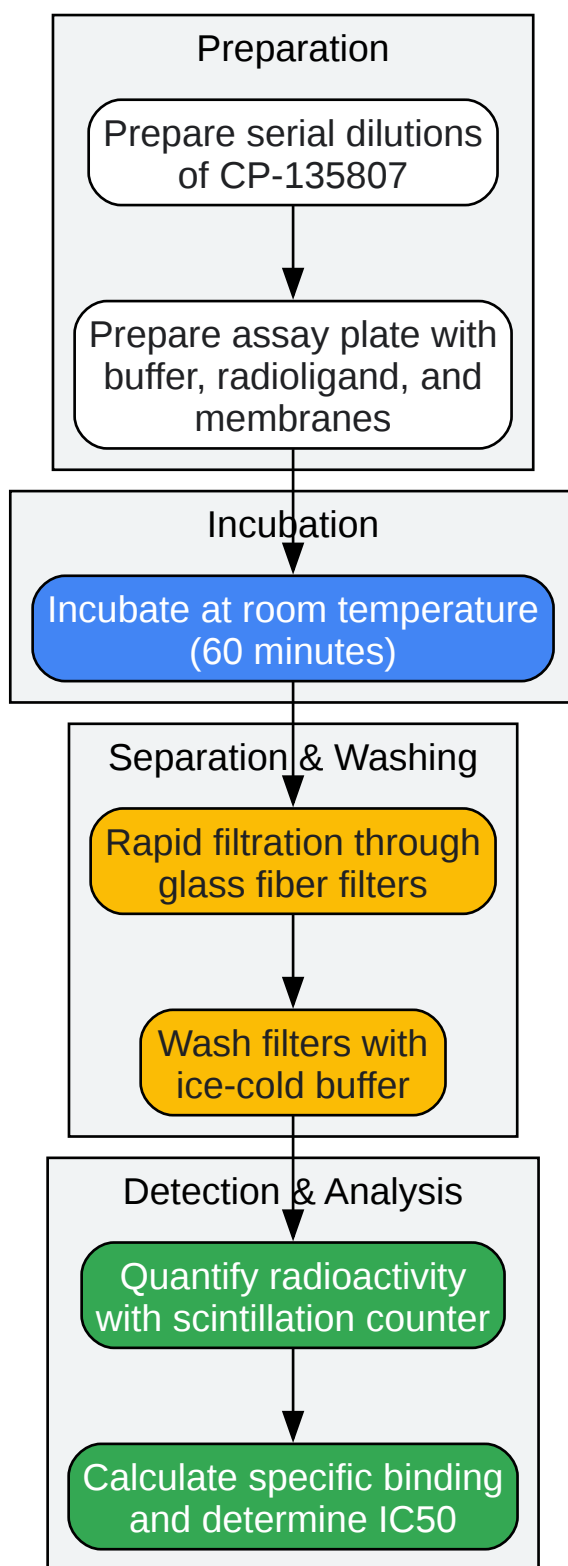 Preparation
Prepare serial dilutions
of CP-135807
Prepare assay plate with
buffer, radioligand, and
membranes
Incubation
Incubate at room temperature
(60 minutes)
Separation & Washing
Rapid filtration through
glass fiber filters
Wash filters with
ice-cold buffer
Detection & Analysis
Quantify radioactivity
with scintillation counter
Calculate specific binding
and determine IC50